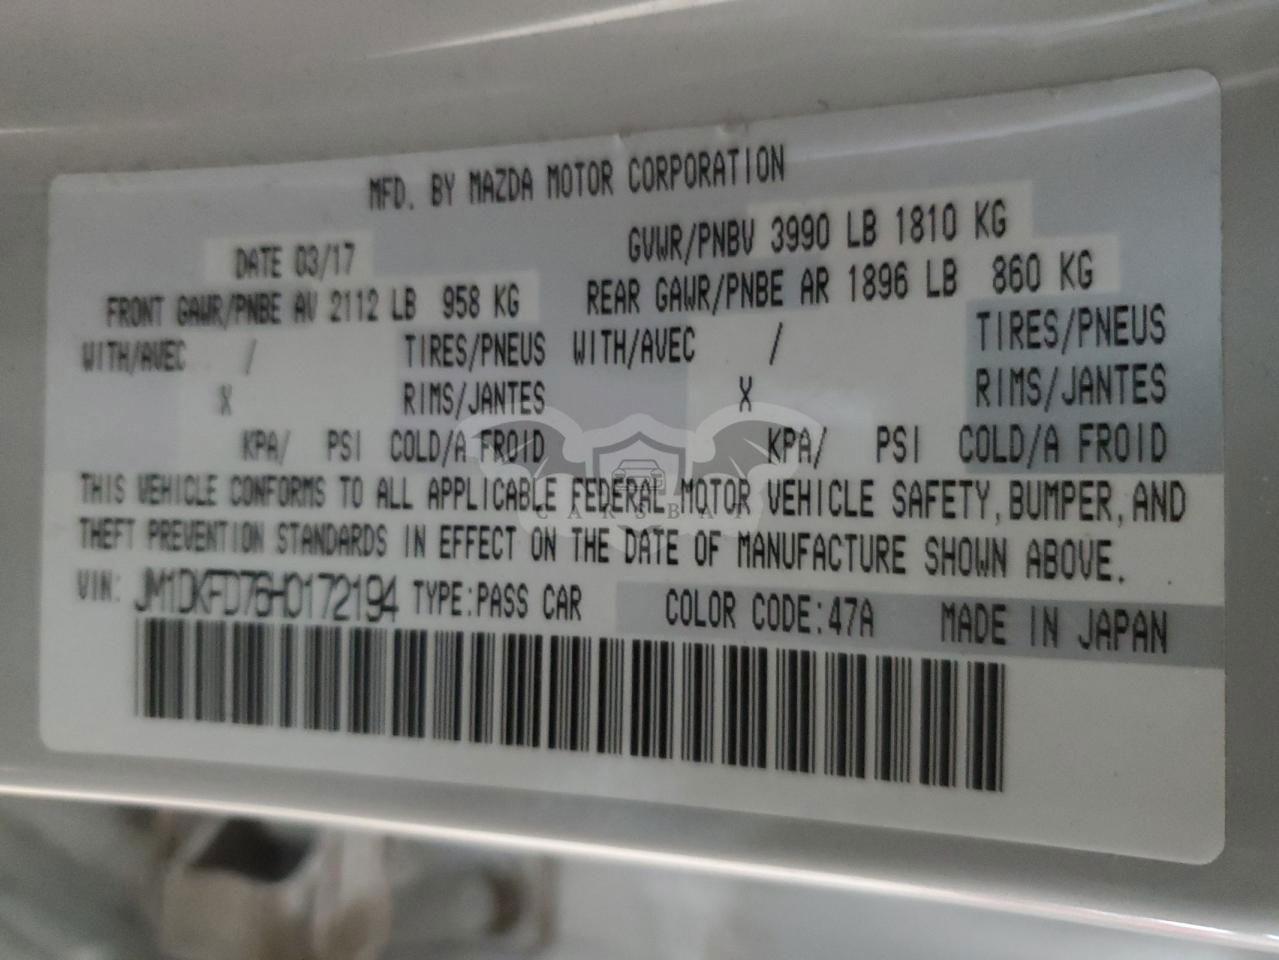 MFD. BY MAZDA MOTOR CORPORATION
DATE 03/17 GVWR/PNBV 3990 LB 1810 KG
FRONT GAWR/PNBE AV 2112 LB 958 KG REAR GAWR/PNBE AR 1896 LB 860 KG
WITH/AVEC / TIRES/PNEUS WITH/AVEC / TIRES/PNEUS
X RIMS/JANTES X RIMS/JANTES
KPA/ PSI COLD/A FROID KPA/ PSI COLD/A FROID
THIS VEHICLE CONFORMS TO ALL APPLICABLE FEDERAL MOTOR VEHICLE SAFETY, BUMPER, AND
CARSBAT
THEFT PREVENTION STANDARDS IN EFFECT ON THE DATE OF MANUFACTURE SHOWN ABOVE.
VIN: JM1DKFD76H0172194 TYPE:PASS CAR COLOR CODE:47A MADE IN JAPAN